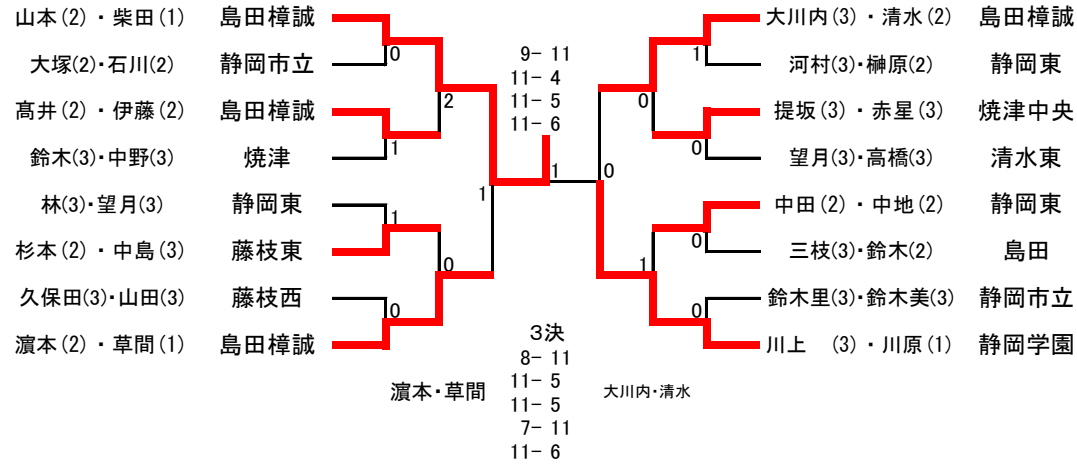 山本(2)・柴田(1) 島田樟誠
0
大塚(2)・石川(2) 静岡市立
2
髙井(2)・伊藤(2) 島田樟誠
1
鈴木(3)・中野(3) 焼津
1
林(3)・望月(3) 静岡東
1
杉本(2)・中島(3) 藤枝東
0
久保田(3)・山田(3) 藤枝西
0
濵本(2)・草間(1) 島田樟誠
9- 11
11- 4
11- 5
11- 6
1
0
大川内(3)・清水(2) 島田樟誠
1
河村(3)・榊原(2) 静岡東
0
提坂(3)・赤星(3) 焼津中央
0
望月(3)・高橋(3) 清水東
中田(2)・中地(2) 静岡東
0
三枝(3)・鈴木(2) 島田
1
鈴木里(3)・鈴木美(3) 静岡市立
0
川上 (3)・川原(1) 静岡学園
3決
8- 11
濵本・草間 11- 5 大川内・清水
11- 5
7- 11
11- 6